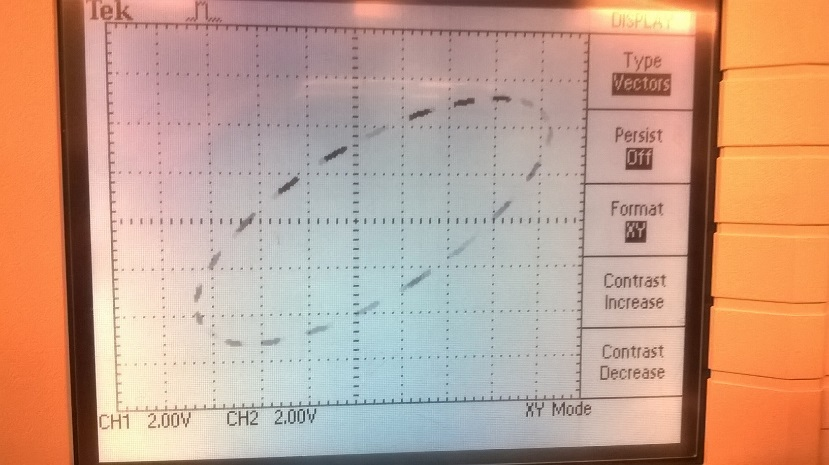 Tek
DISPLAY
Type
Vectors
Persist
Off
Format
XY
Contrast
Increase
Contrast
Decrease
CH1 2.00V CH2 2.00V XY Mode